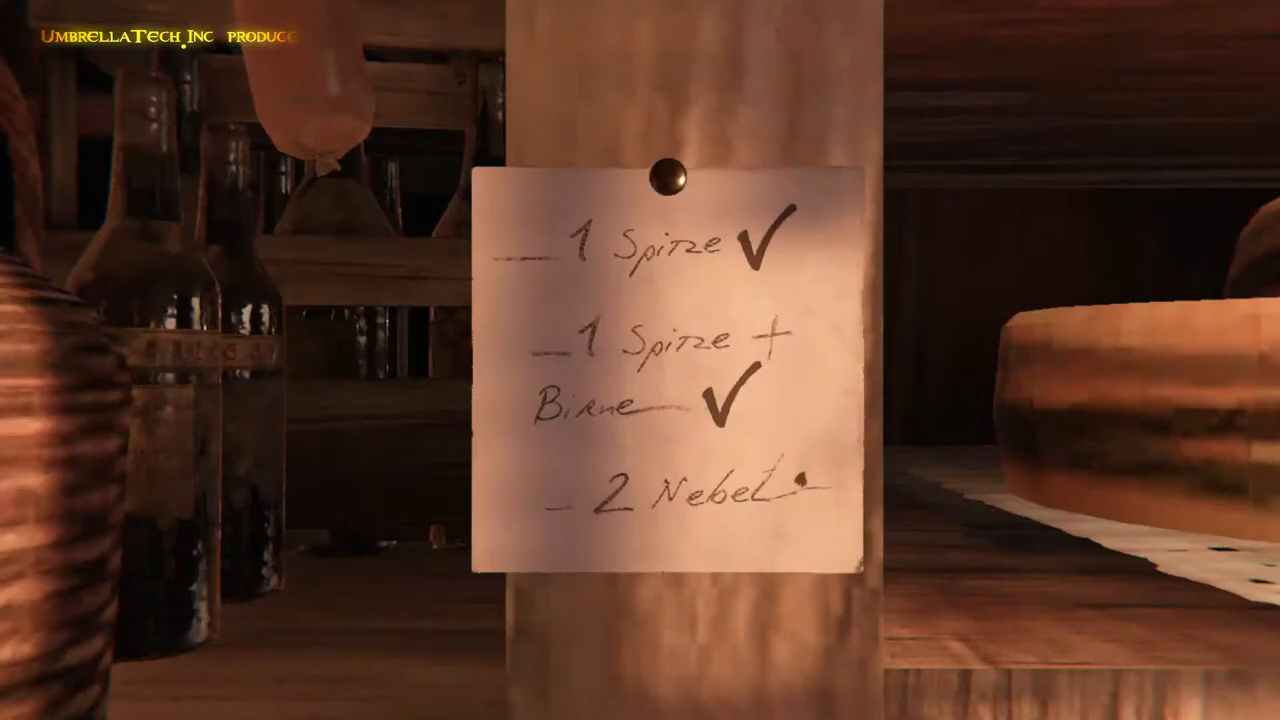 UmbrellaTech.Inc produce
_ 1 Spitze ✓
_ 1 Spitze +
Birne ✓
- 2 Nebel